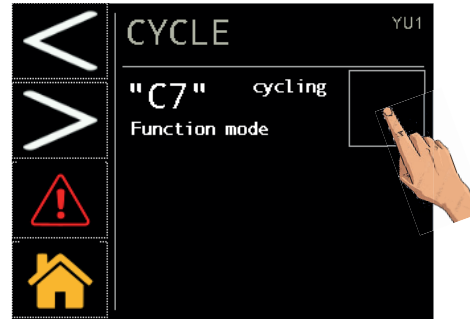 CYCLE
YU1
"C7"
cycling
Function mode